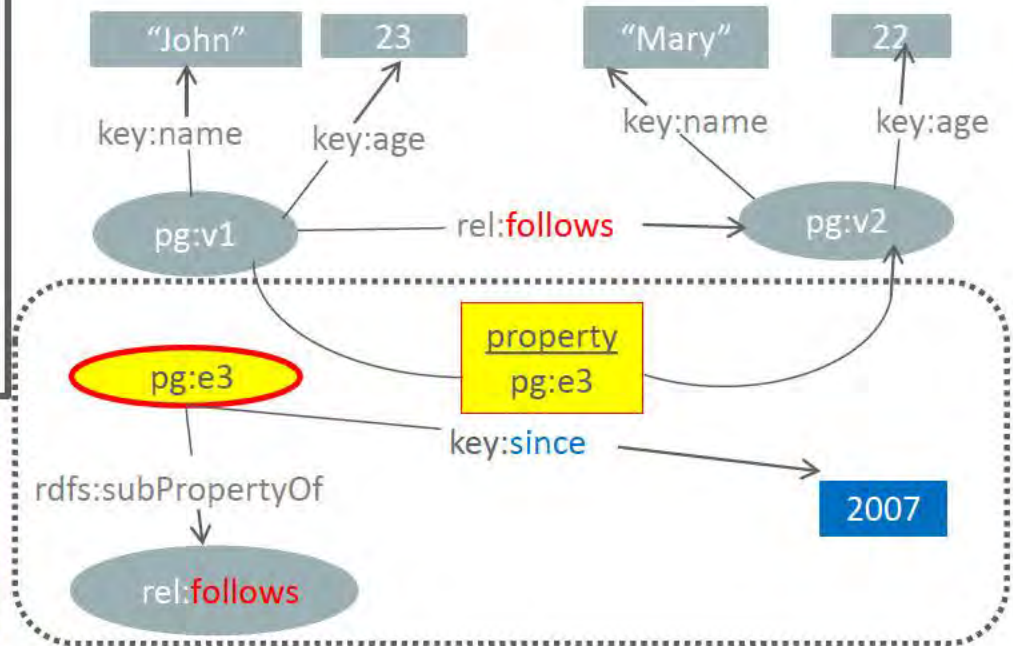 “John”
23
“Mary”
22
key:name
key:age
key:name
key:age
pg:v1
rel:follows
pg:v2
property
pg:e3
pg:e3
key:since
rdfs:subPropertyOf
2007
rel:follows